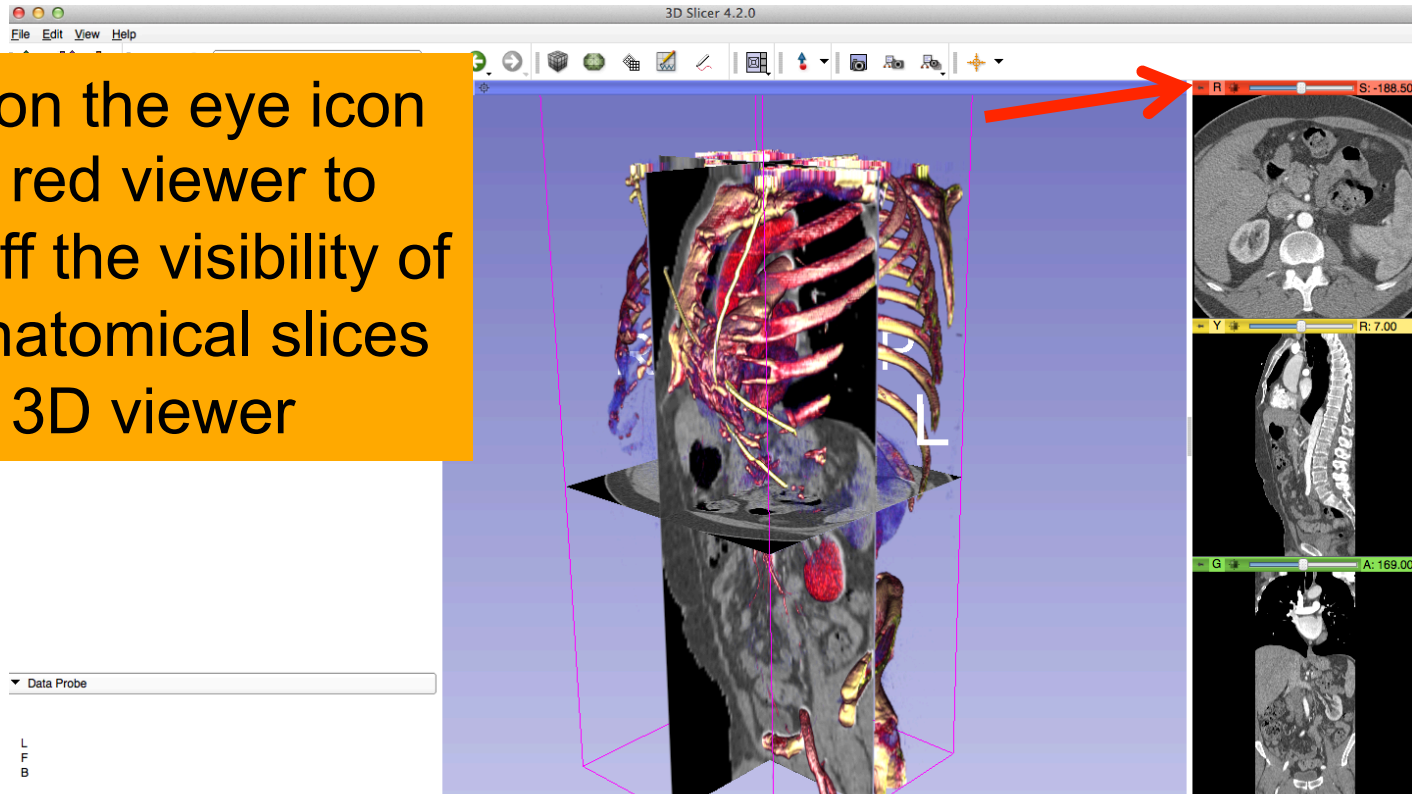 3D Slicer 4.2.0
File Edit View Help
on the eye icon
red viewer to
ff the visibility of
natomical slices
3D viewer
R
S: -188.50
Y
R: 7.00
G
A: 169.00
P
L
Data Probe
L
F
B